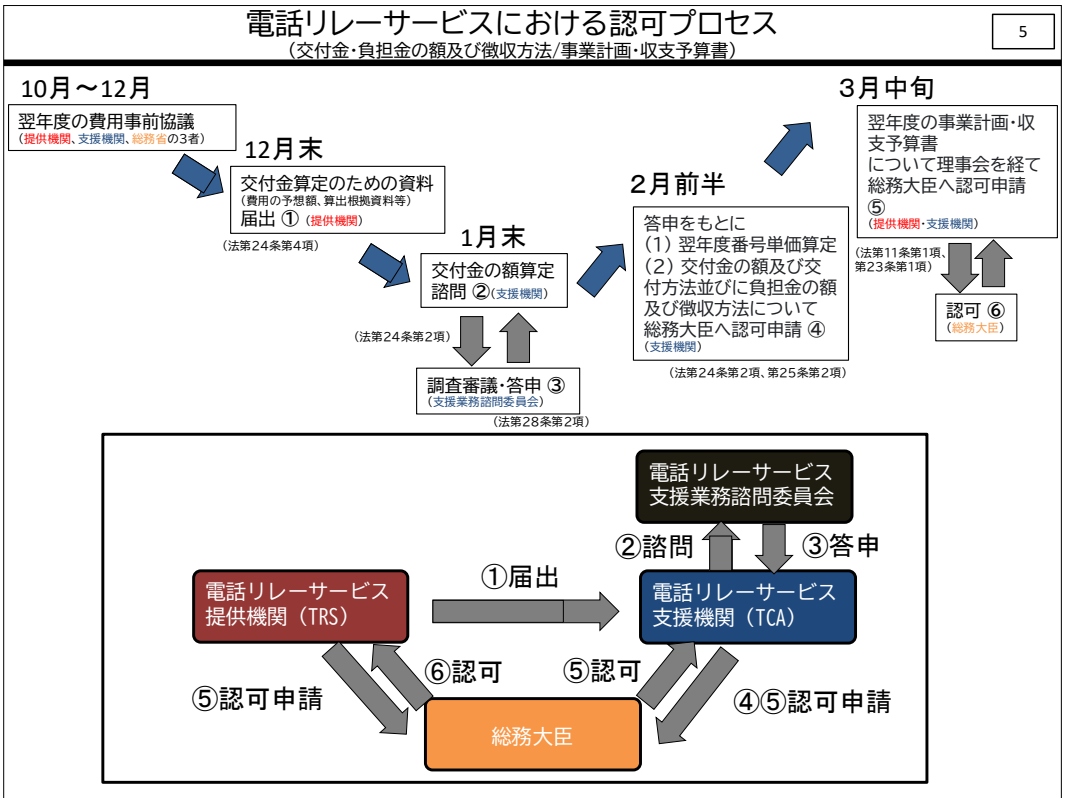 電話リレーサービスにおける認可プロセス
（交付金・負担金の額及び徴収方法/事業計画・収支予算書）
5
10月～12月
翌年度の費用事前協議
（提供機関、支援機関、総務省の3者）
12月末
交付金算定のための資料
（費用の予想額、算出根拠資料等）
届出 ① （提供機関）
（法第24条第4項）
1月末
交付金の額算定
諮問 ②（支援機関）
（法第24条第2項）
調査審議・答申 ③
（支援業務諮問委員会）
（法第28条第2項）
2月前半
答申をもとに
（1）翌年度番号単価算定
（2）交付金の額及び交
付方法並びに負担金の額
及び徴収方法について
総務大臣へ認可申請 ④
（支援機関）
（法第24条第2項、第25条第2項）
3月中旬
翌年度の事業計画・収
支予算書
について理事会を経て
総務大臣へ認可申請
⑤
（提供機関・支援機関）
（法第11条第1項、
第23条第1項）
認可 ⑥
（総務大臣）
電話リレーサービス
支援業務諮問委員会
②諮問
③答申
電話リレーサービス
提供機関（TRS）
①届出
電話リレーサービス
支援機関（TCA）
⑤認可申請
⑥認可
⑤認可
④⑤認可申請
総務大臣